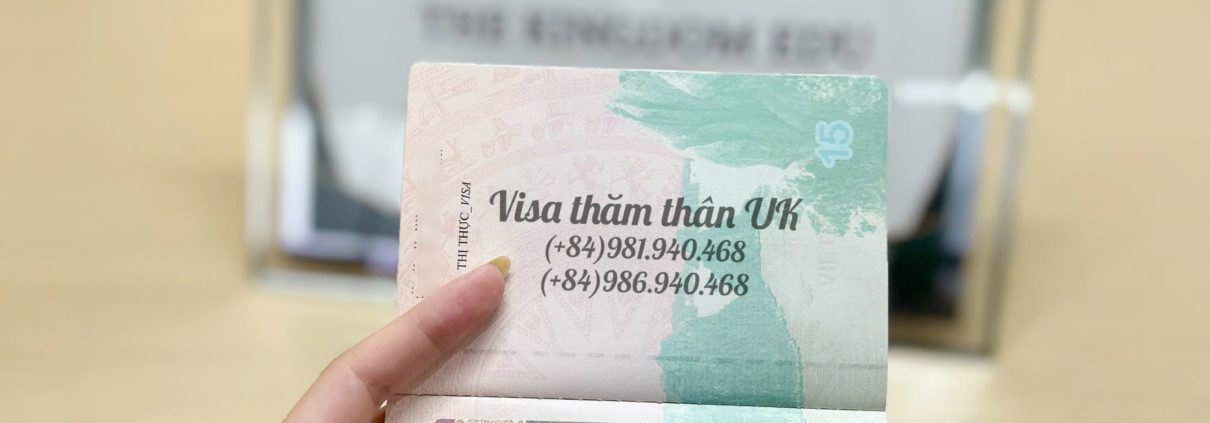 THE KINGDOM EDU
15
THỊ THỰC_VISA
Visa thăm thân UK
(+84)981.940.468
(+84)986.940.468